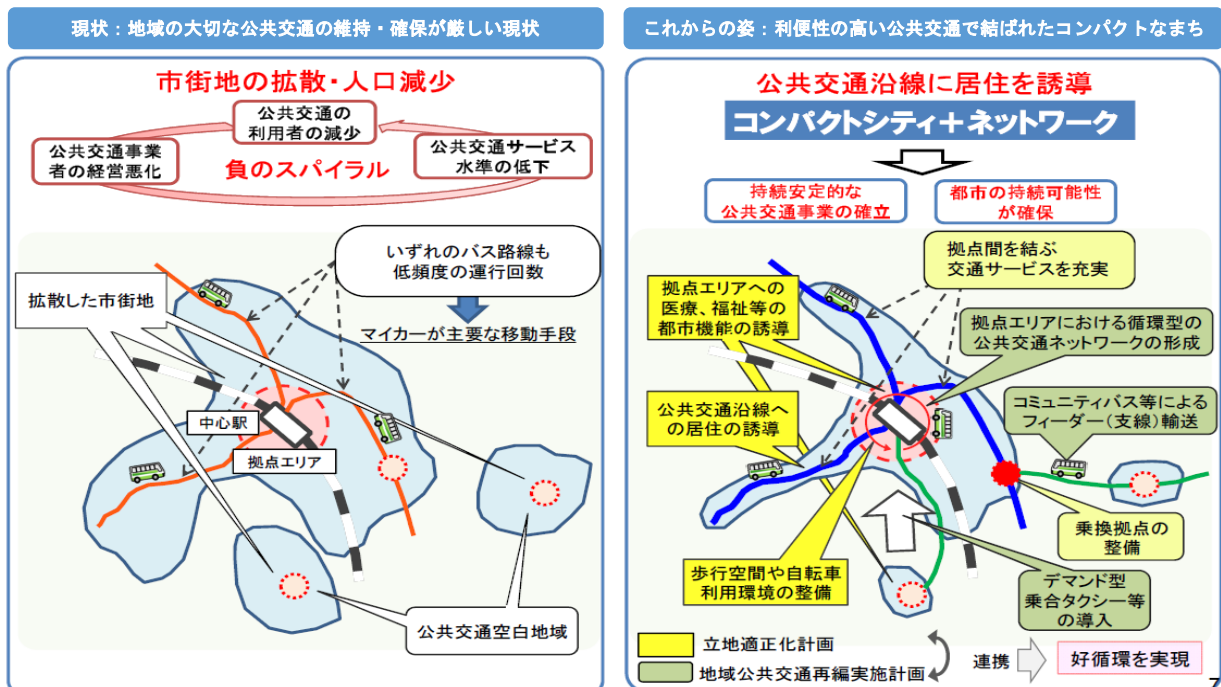 現状：地域の大切な公共交通の維持・確保が厳しい現状
市街地の拡散・人口減少
公共交通の
利用者の減少
公共交通事業
者の経営悪化
負のスパイラル
公共交通サービス
水準の低下
いずれのバス路線も
低頻度の運行回数
マイカーが主要な移動手段
拡散した市街地
中心駅
拠点エリア
公共交通空白地域
これからの姿：利便性の高い公共交通で結ばれたコンパクトなまち
公共交通沿線に居住を誘導
コンパクトシティ＋ネットワーク
持続安定的な
公共交通事業の確立
都市の持続可能性
が確保
拠点間を結ぶ
交通サービスを充実
拠点エリアへの
医療、福祉等の
都市機能の誘導
拠点エリアにおける循環型の
公共交通ネットワークの形成
公共交通沿線へ
の居住の誘導
コミュニティバス等による
フィーダー（支線）輸送
乗換拠点の
整備
歩行空間や自転車
利用環境の整備
デマンド型
乗合タクシー等
の導入
立地適正化計画
地域公共交通再編実施計画
連携
好循環を実現
7